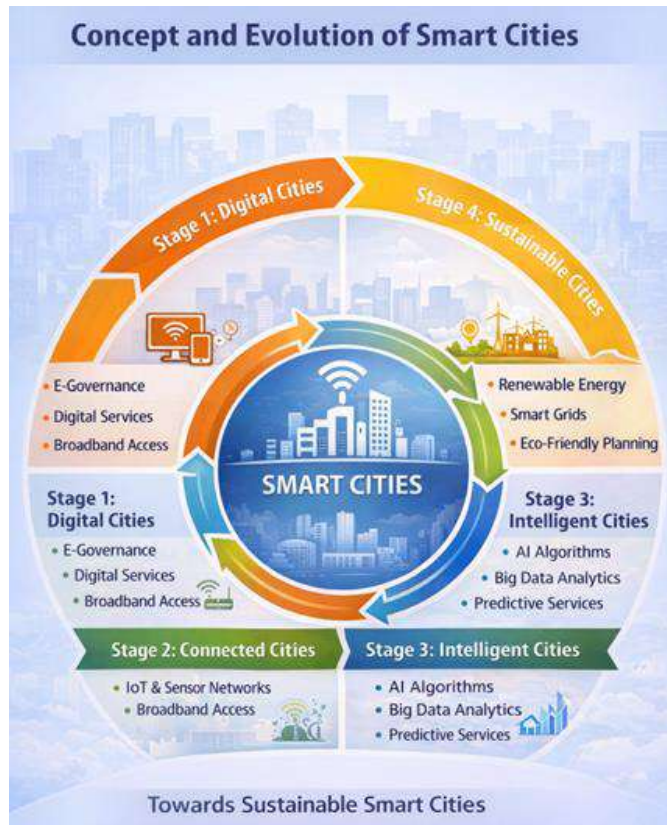 Concept and Evolution of Smart Cities
Stage 1: Digital Cities
Stage 4: Sustainable Cities
• E-Governance
• Digital Services
• Broadband Access
• Renewable Energy
• Smart Grids
• Eco-Friendly Planning
SMART CITIES
Stage 1:
Digital Cities
• E-Governance
• Digital Services
• Broadband Access
Stage 3:
Intelligent Cities
• AI Algorithms
• Big Data Analytics
• Predictive Services
Stage 2: Connected Cities
Stage 3: Intelligent Cities
• IoT & Sensor Networks
• Broadband Access
• AI Algorithms
• Big Data Analytics
• Predictive Services
Towards Sustainable Smart Cities